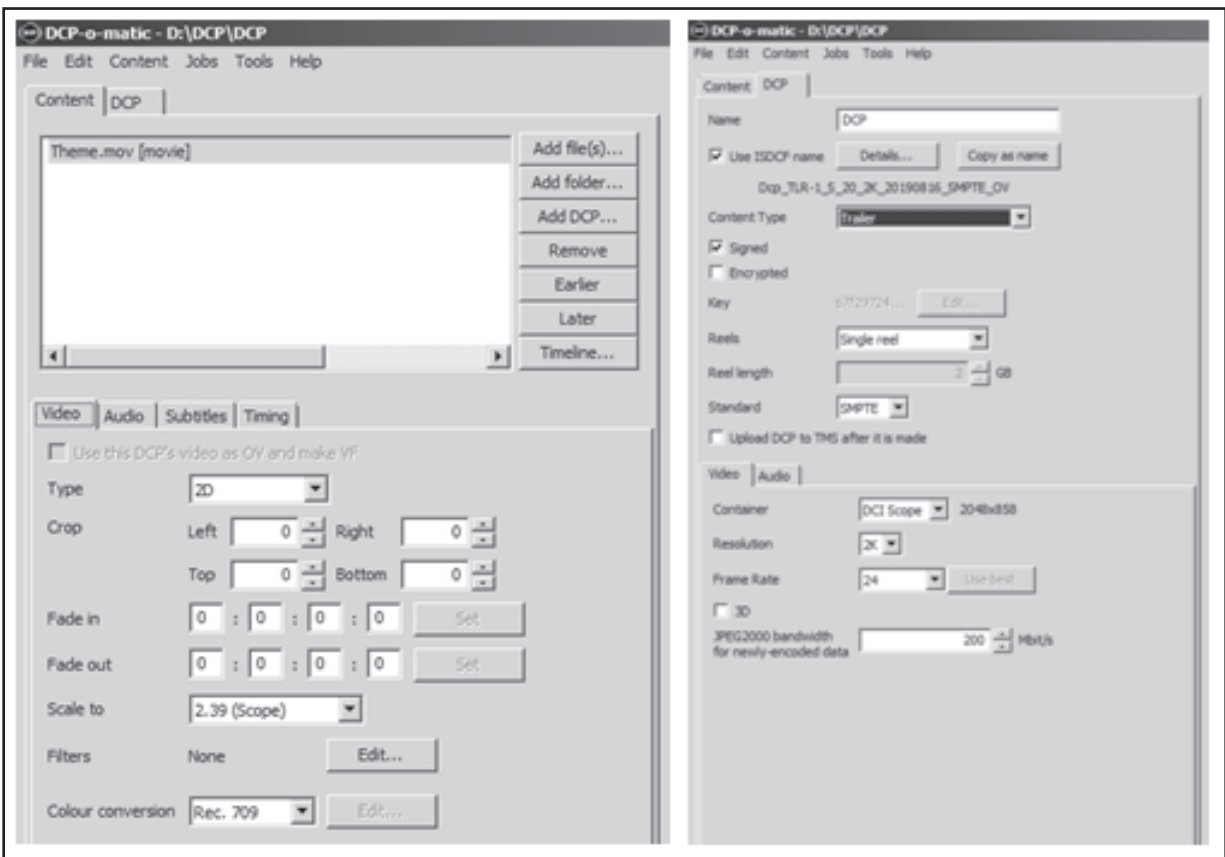 DCP-o-matic - D:\DCP\DCP
File Edit Content Jobs Tools Help
Content DCP
Theme.mov [movie]
Add file(s)...
Add folder...
Add DCP...
Remove
Earlier
Later
Timeline...
Video Audio Subtitles Timing
Use this DCP's video as OV and make VF
Type 2D
Crop Left 0 Right 0
Top 0 Bottom 0
Fade in 0 : 0 : 0 : 0 Set
Fade out 0 : 0 : 0 : 0 Set
Scale to 2.39 (Scope)
Filters None Edit...
Colour conversion Rec. 709 Edit...
DCP-o-matic - D:\DCP\DCP
File Edit Content Jobs Tools Help
Content DCP
Name DCP
Use ISDCF name Details... Copy as name
Dcp_TLR-1_S_20_2K_20190816_SMPTE_OV
Content Type Trailer
Signed
Encrypted
Key 67f29724... Edit...
Reels Single reel
Reel length 2 GB
Standard SMPTE
Upload DCP to TMS after it is made
Video Audio
Container DCI Scope 2048x858
Resolution 2K
Frame Rate 24 Use best
3D
JPEG2000 bandwidth
for newly-encoded data 200 Mbit/s